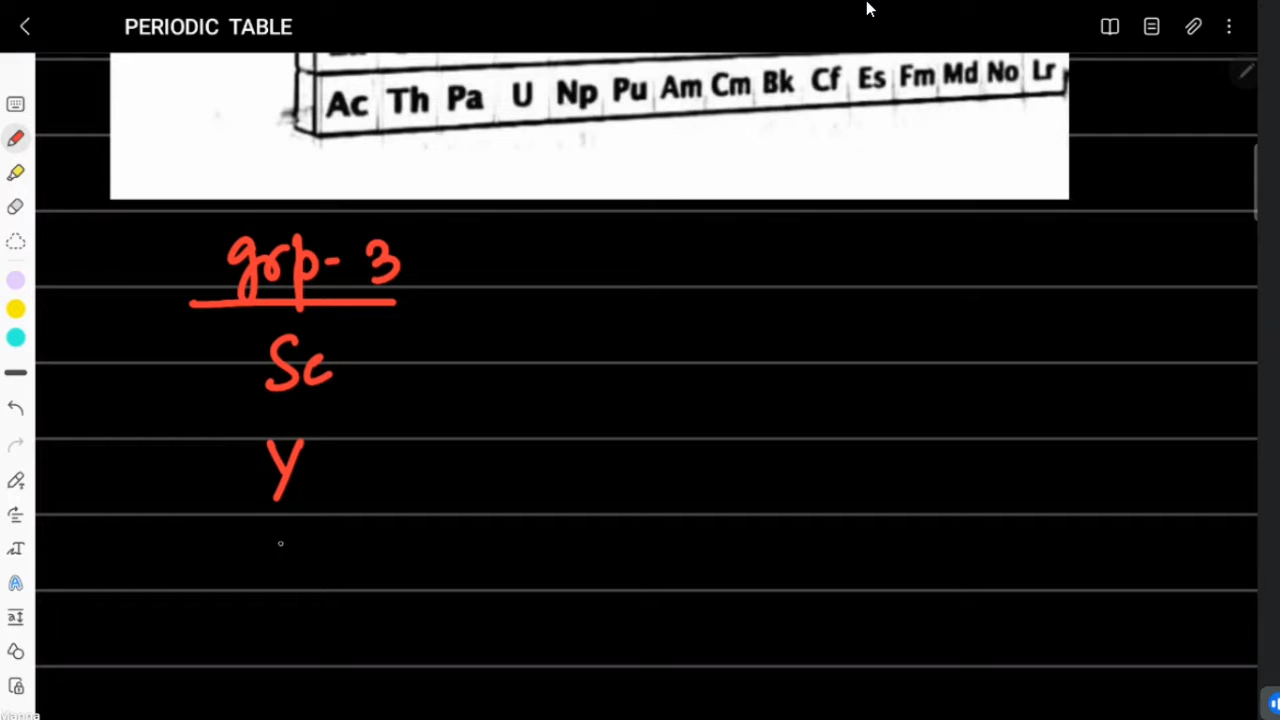 PERIODIC TABLE
Ac Th Pa U Np Pu Am Cm Bk Cf Es Fm Md No Lr
grp- 3
Sc
Y